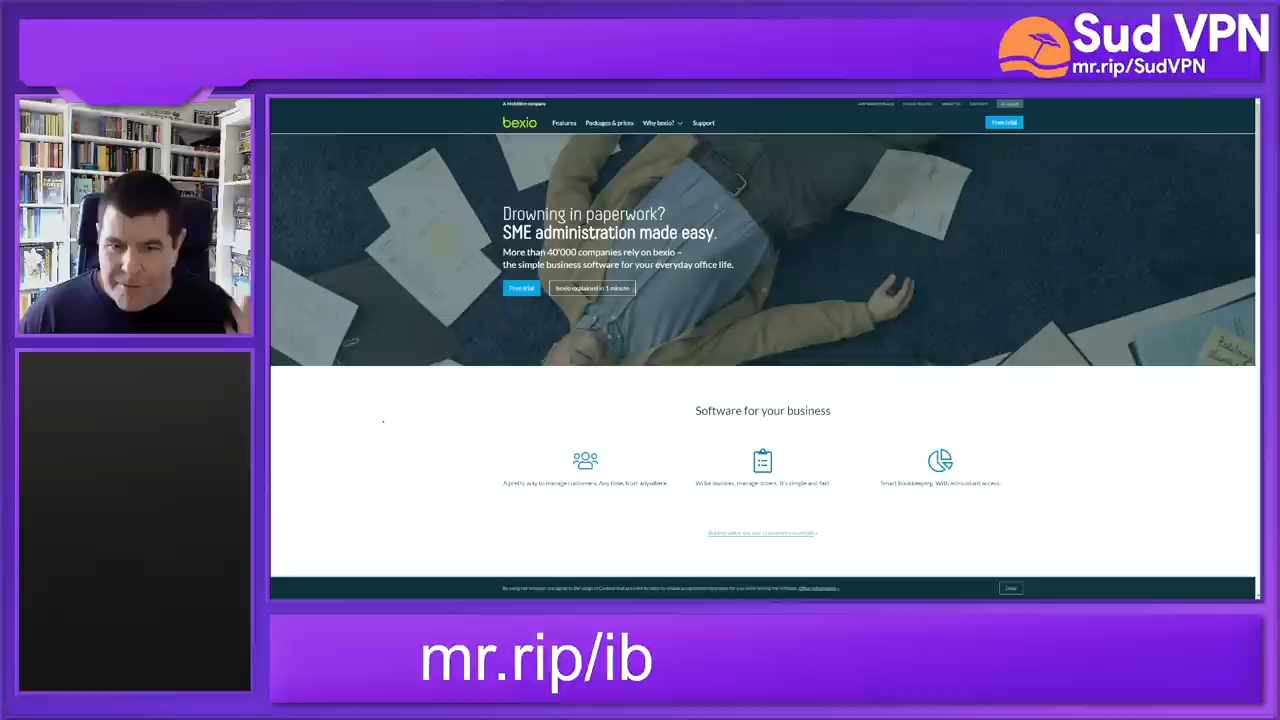 Sud VPN
mr.rip/SudVPN
A Mobilière company
bexio
Features
Packages & prices
Why bexio?
Support
Free trial
Drowning in paperwork?
SME administration made easy.
More than 40'000 companies rely on bexio –
the simple business software for your everyday office life.
Free trial
bexio explained in 1 minute
Software for your business
A pretty way to manage customers. Any time, from anywhere.
Write invoices, manage orders. It's simple and fast.
Smart bookkeeping. With accountant access.
mr.rip/ib